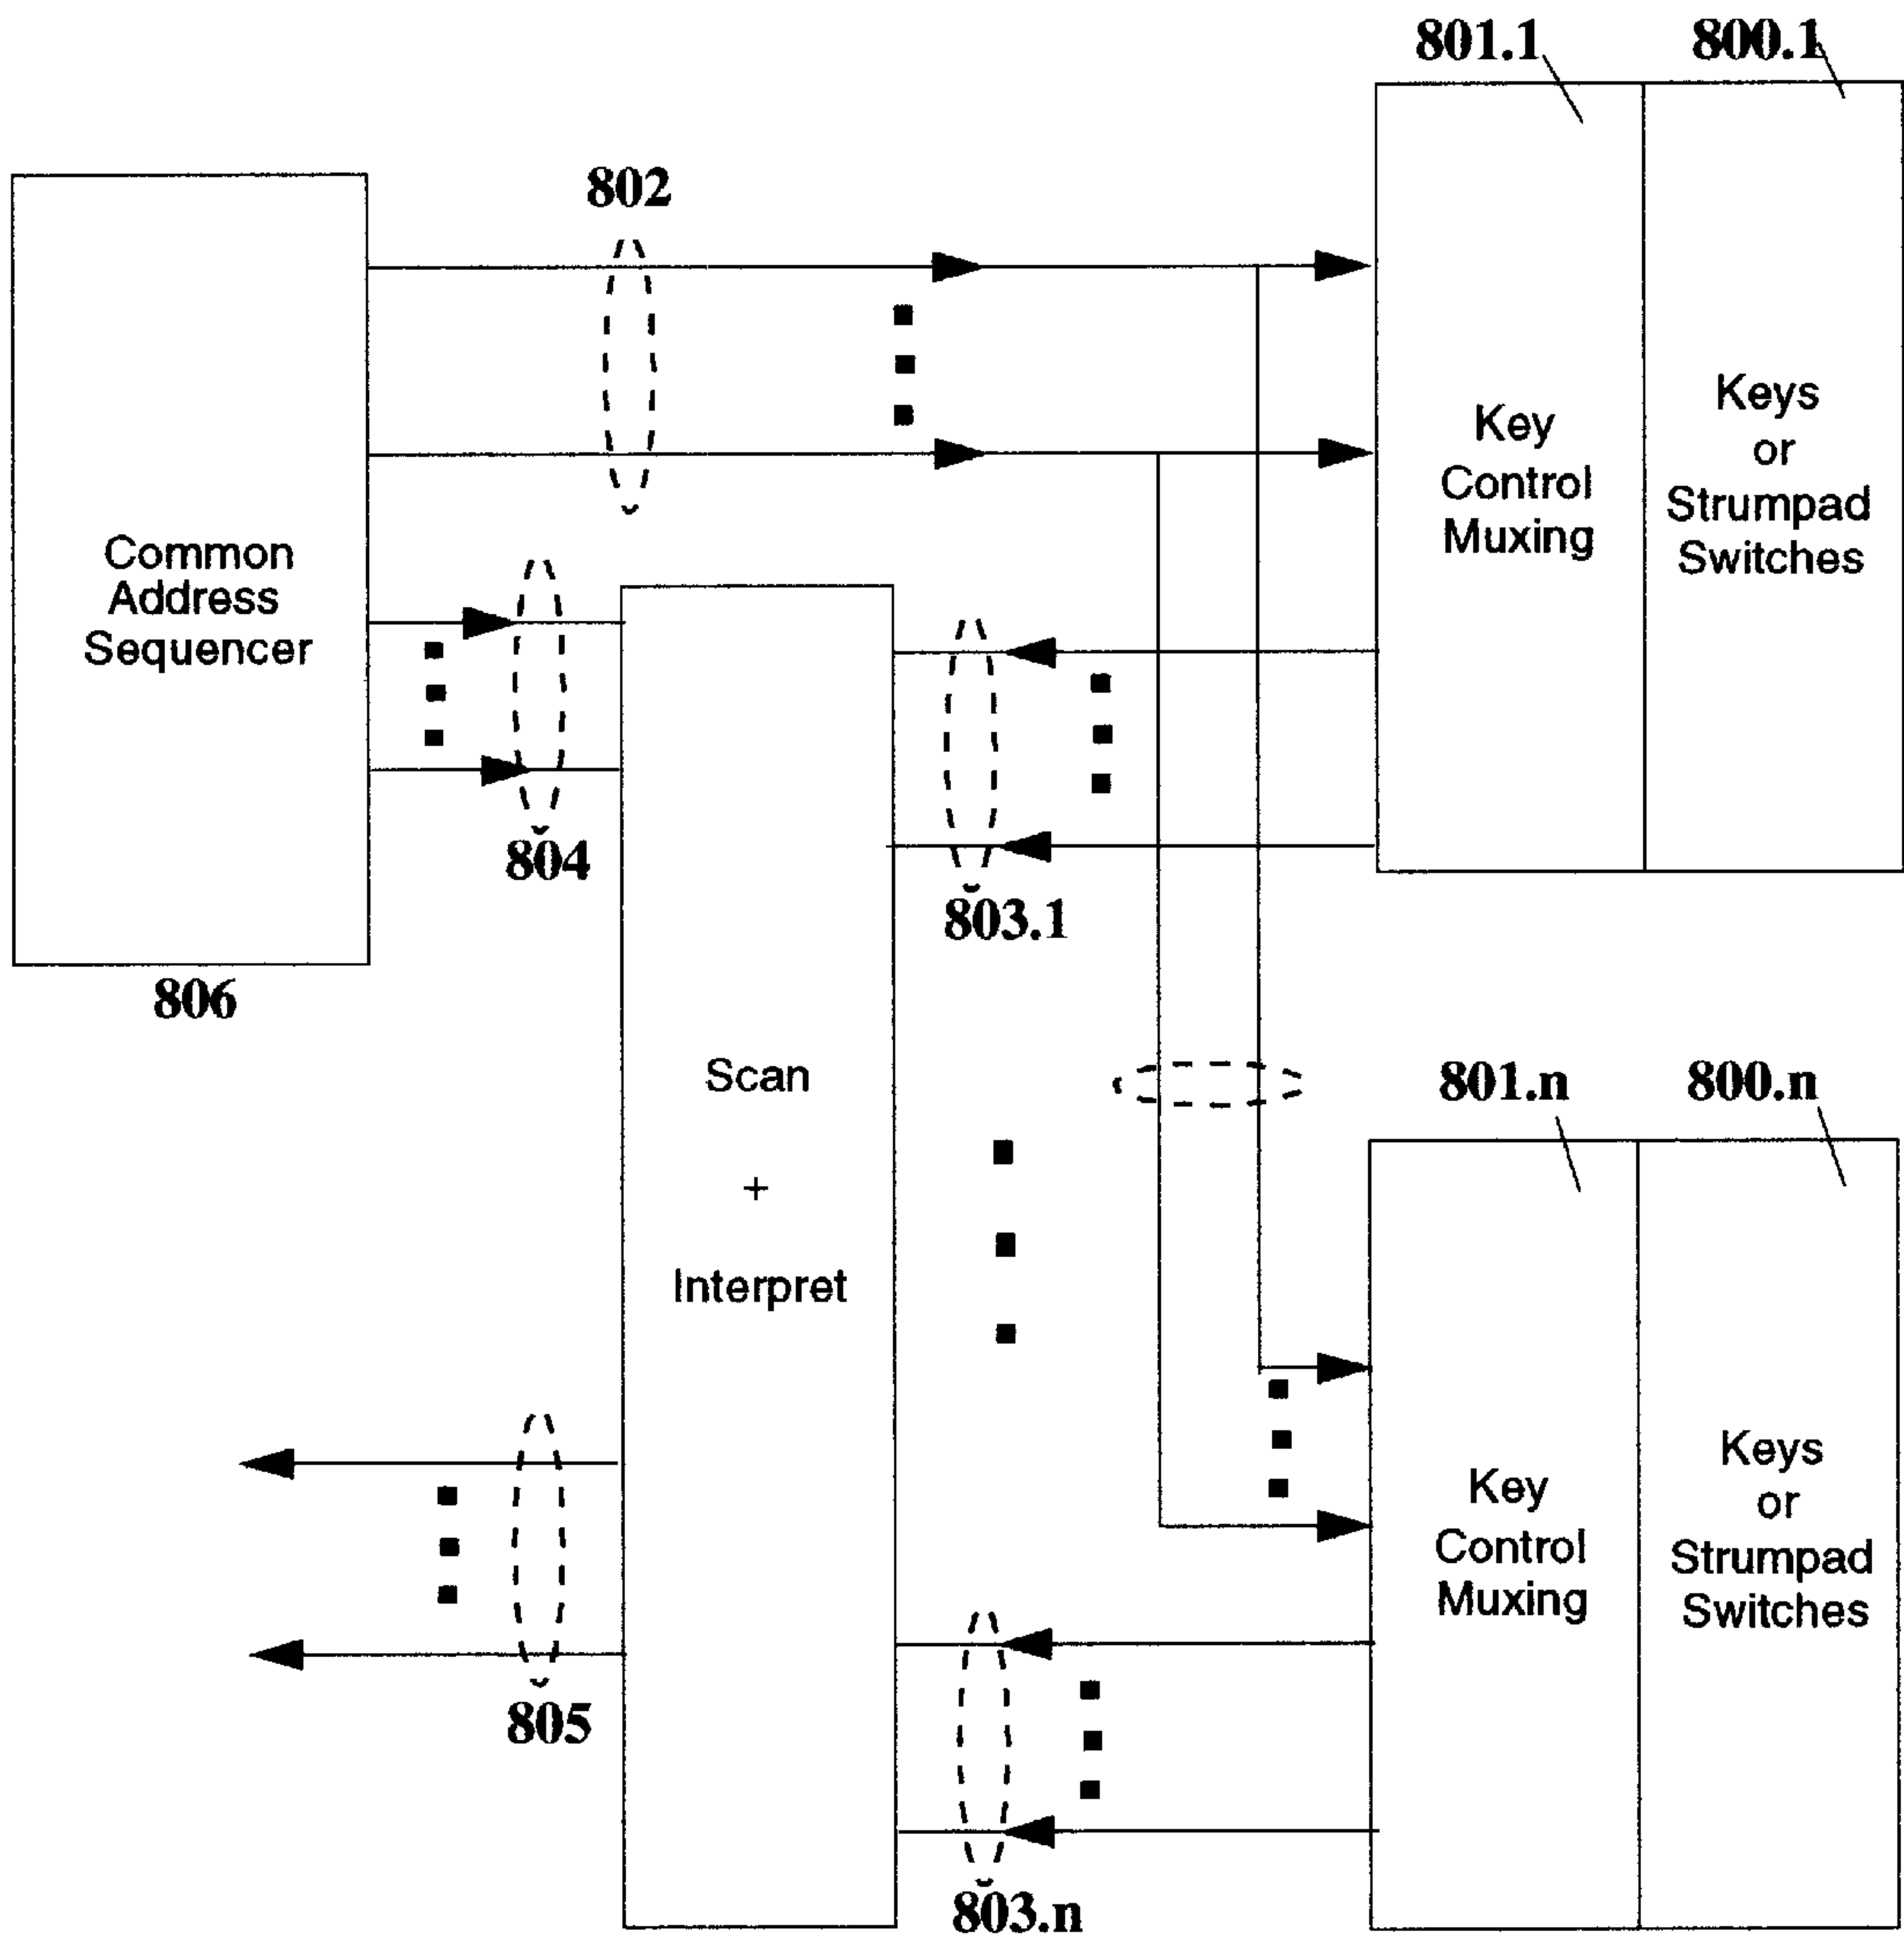 801.1
800.1
802
Common
Address
Sequencer
806
804
Key
Control
Muxing
Keys
or
Strumpad
Switches
803.1
Scan
+
Interpret
801.n
800.n
Key
Control
Muxing
Keys
or
Strumpad
Switches
805
803.n